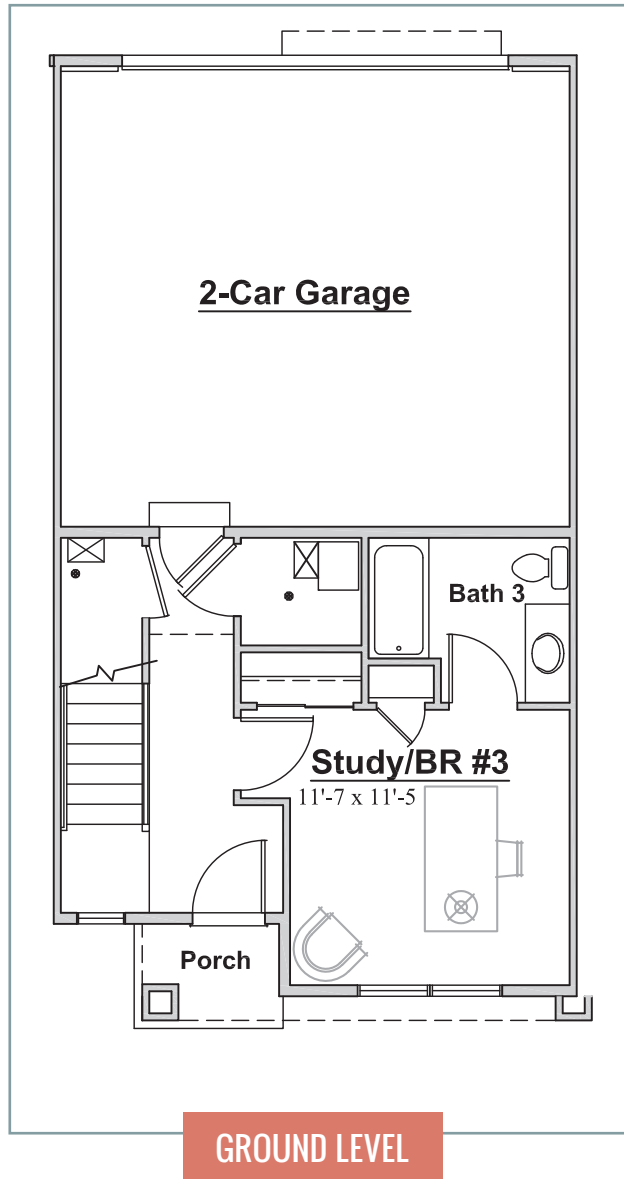 2-Car Garage
Bath 3
Study/BR #3
11'-7 x 11'-5
Porch
GROUND LEVEL